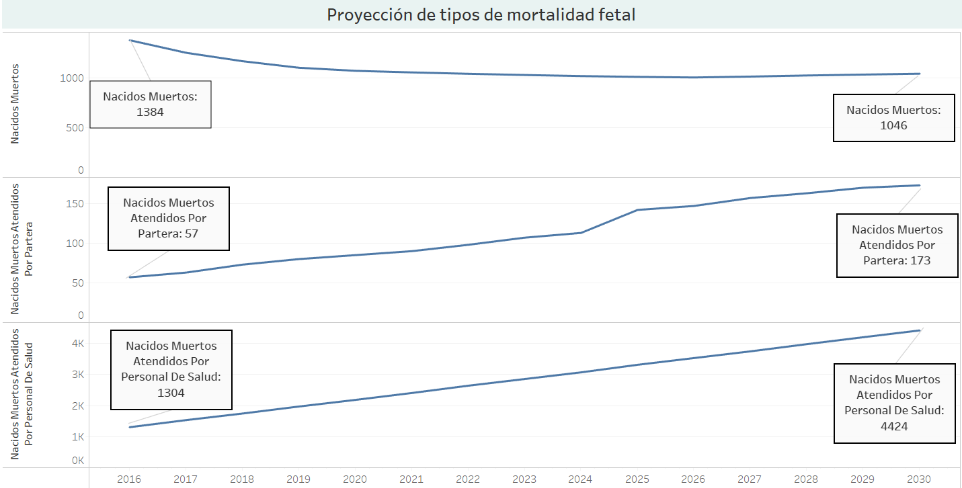 Proyección de tipos de mortalidad fetal
Nacidos Muertos
1000
500
0
Nacidos Muertos:
1384
Nacidos Muertos:
1046
Nacidos Muertos Atendidos
Por Partera
150
100
50
0
Nacidos Muertos
Atendidos Por
Partera: 57
Nacidos Muertos
Atendidos Por
Partera: 173
Nacidos Muertos Atendidos
Por Personal De Salud
4K
3K
2K
1K
0K
Nacidos Muertos
Atendidos Por
Personal De Salud:
1304
Nacidos Muertos
Atendidos Por
Personal De Salud:
4424
2016 2017 2018 2019 2020 2021 2022 2023 2024 2025 2026 2027 2028 2029 2030